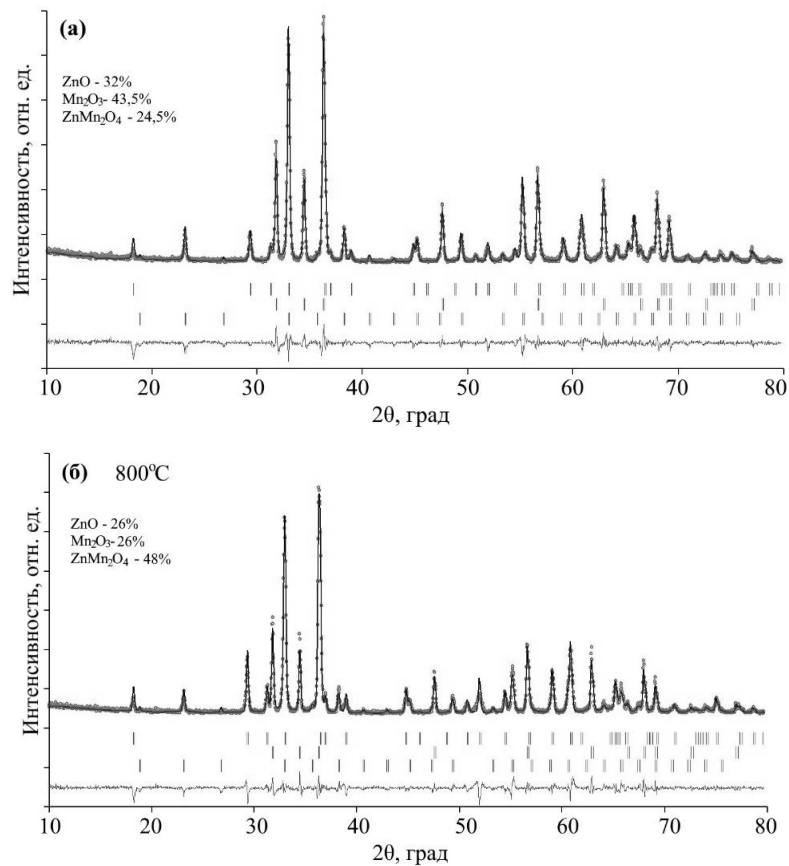 (а)
ZnO - 32%
Mn₂O₃- 43,5%
ZnMn₂O₄ - 24,5%
Интенсивность, отн. ед.
10 20 30 40 50 60 70 80
2θ, град
(б) 800°C
ZnO - 26%
Mn₂O₃- 26%
ZnMn₂O₄ - 48%
Интенсивность, отн. ед.
10 20 30 40 50 60 70 80
2θ, град